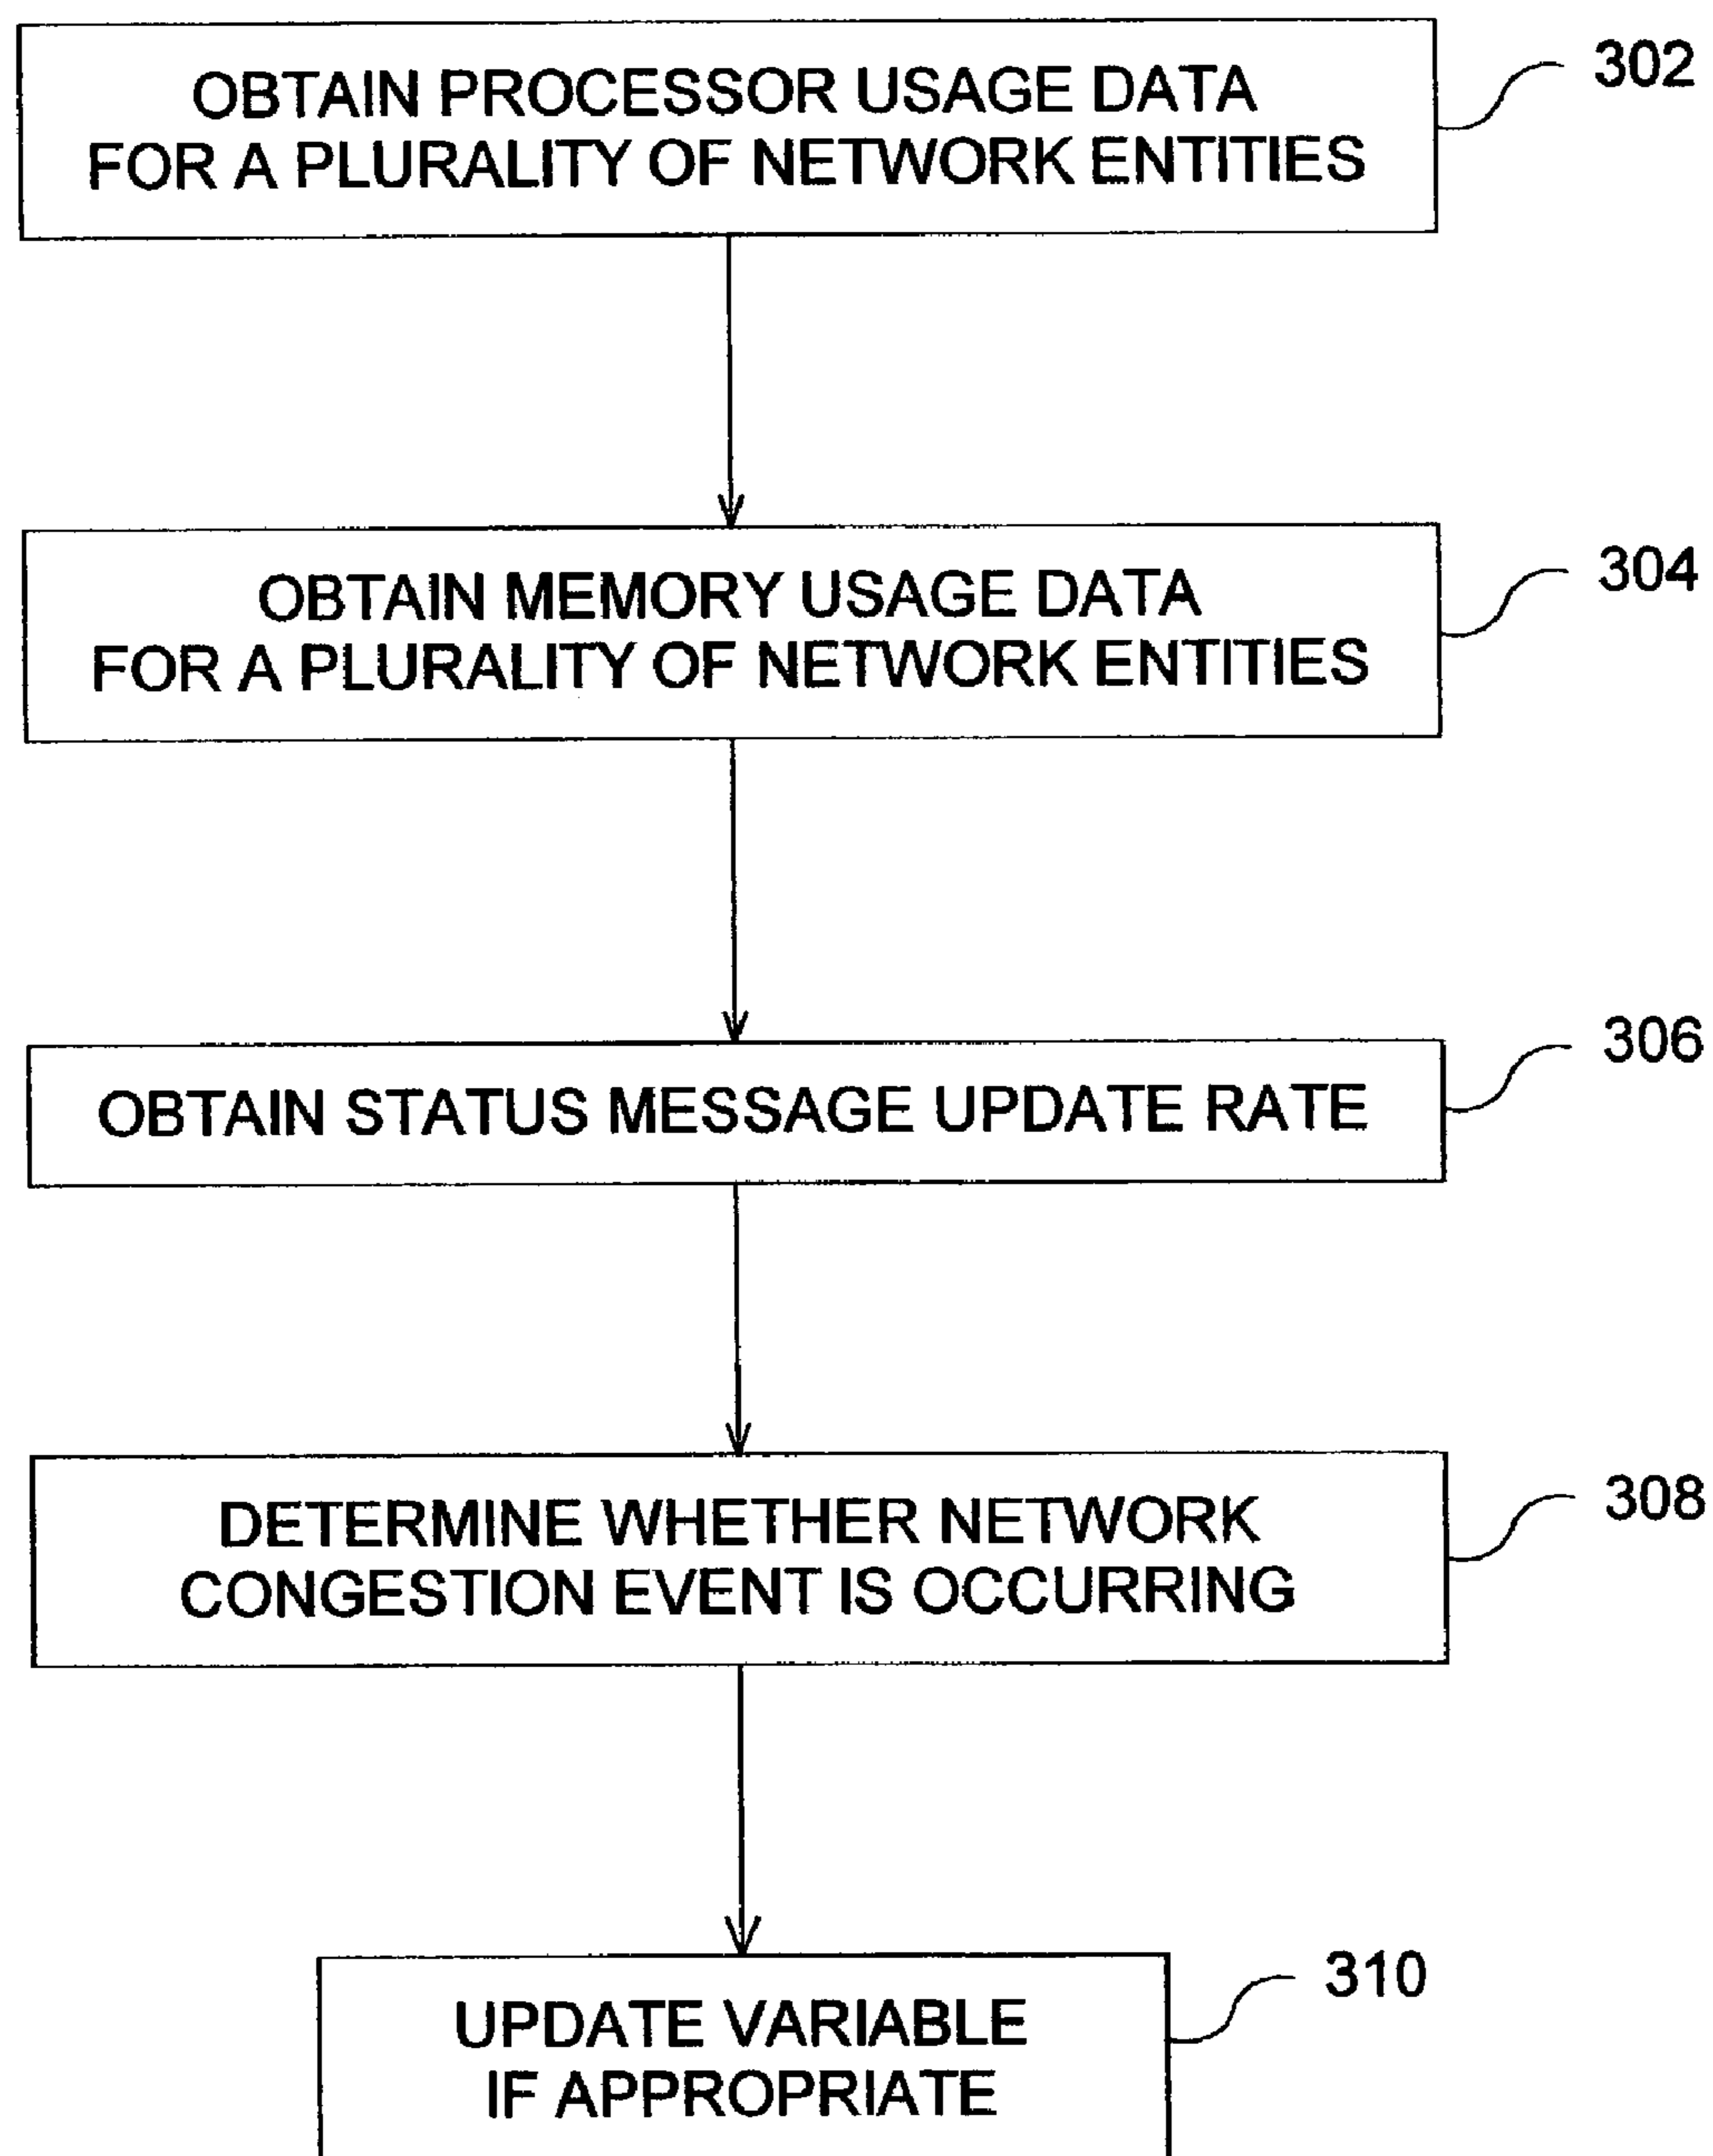 OBTAIN PROCESSOR USAGE DATA
FOR A PLURALITY OF NETWORK ENTITIES
302
OBTAIN MEMORY USAGE DATA
FOR A PLURALITY OF NETWORK ENTITIES
304
OBTAIN STATUS MESSAGE UPDATE RATE
306
DETERMINE WHETHER NETWORK
CONGESTION EVENT IS OCCURRING
308
UPDATE VARIABLE
IF APPROPRIATE
310